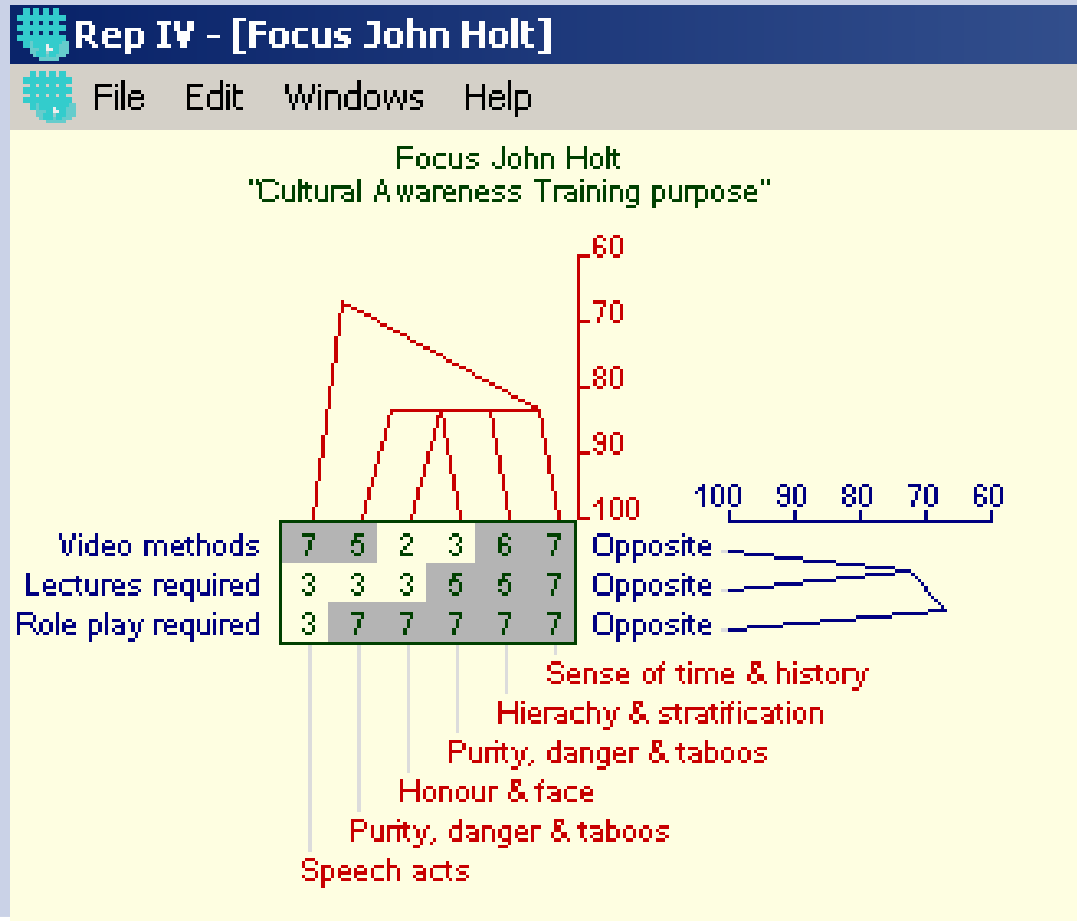 Rep IV - [Focus John Holt]
File Edit Windows Help
Focus John Holt
"Cultural Awareness Training purpose"
60
70
80
90
100
100 90 80 70 60
Video methods 7 5 2 3 6 7 Opposite
Lectures required 3 3 3 5 5 7 Opposite
Role play required 3 7 7 7 7 7 Opposite
Sense of time & history
Hierachy & stratification
Purity, danger & taboos
Honour & face
Purity, danger & taboos
Speech acts